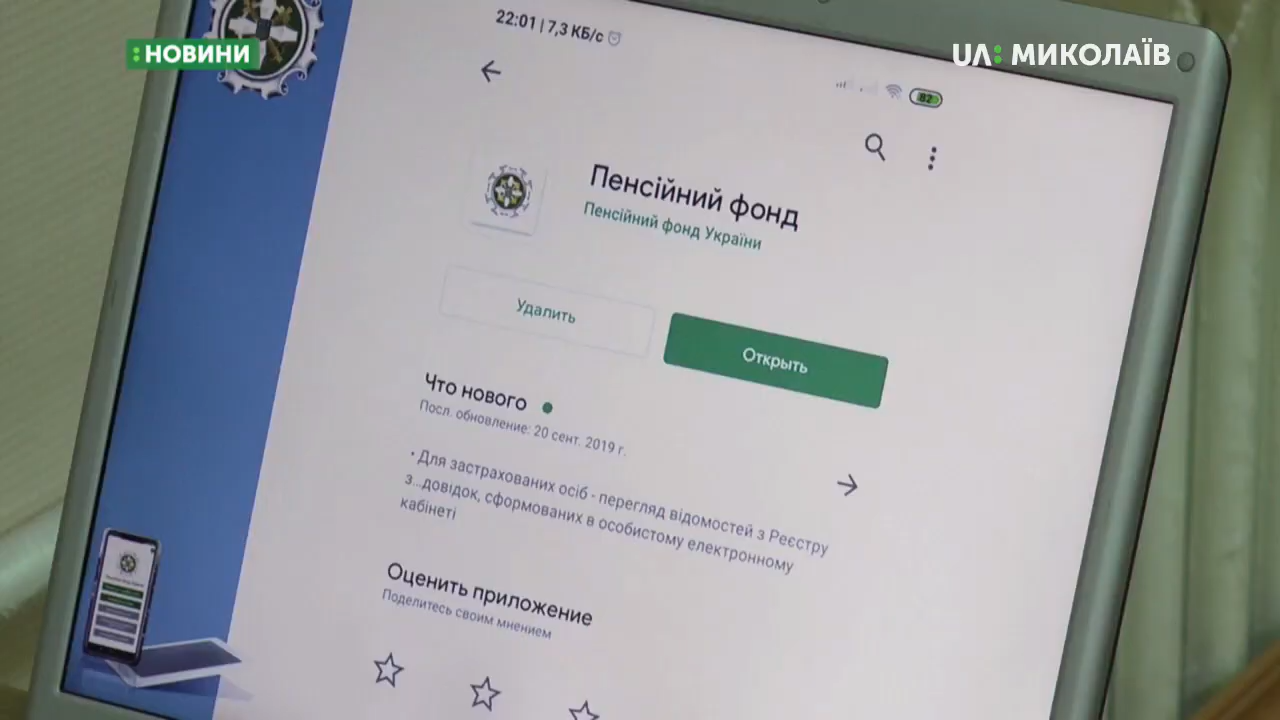 : НОВИНИ
UA: МИКОЛАЇВ
22:01 | 7,3 КБ/с
82
Пенсійний фонд
Пенсійний фонд України
Удалить
Открыть
Что нового
Посл. обновление: 20 сент. 2019 г.
• Для застрахованих осіб - перегляд відомостей з Реєстру
з...довідок, сформованих в особистому електронному
кабінеті
Оценить приложение
Поделитесь своим мнением